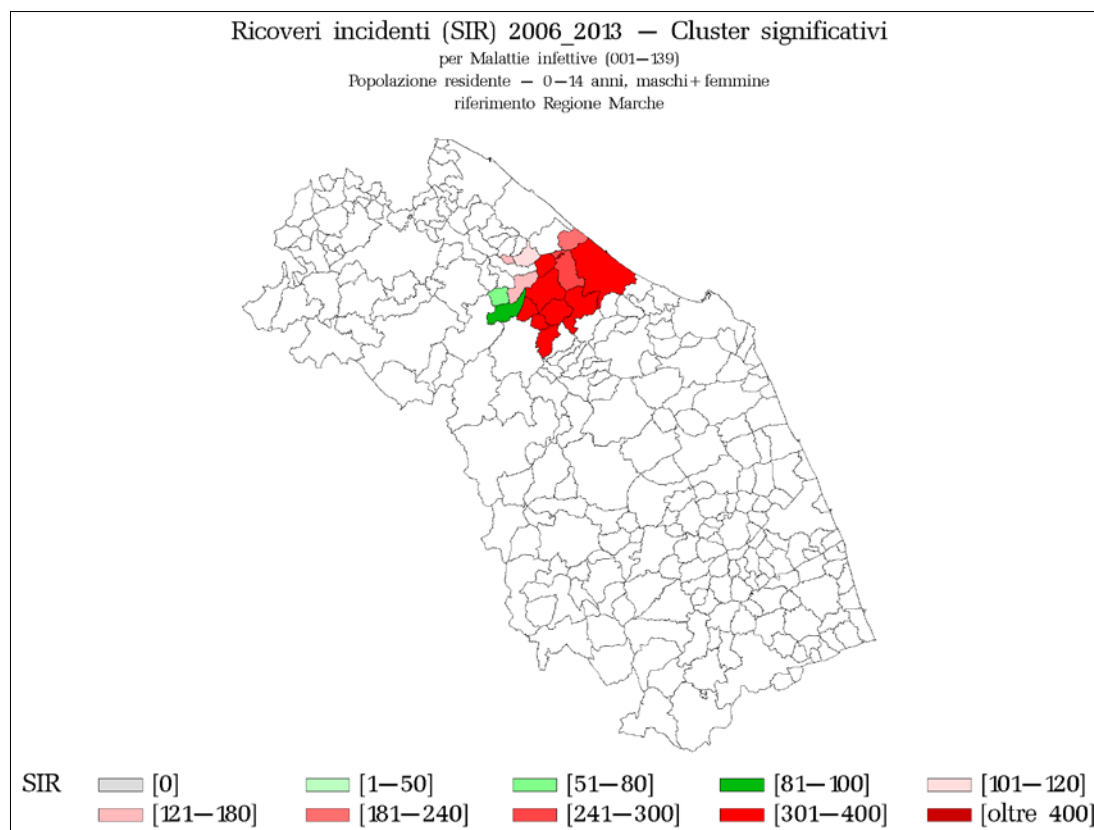 Ricoveri incidenti (SIR) 2006_2013 — Cluster significativi
per Malattie infettive (001—139)
Popolazione residente — 0—14 anni, maschi+femmine
riferimento Regione Marche
SIR [0] [1—50] [51—80] [81—100] [101—120]
[121—180] [181—240] [241—300] [301—400] [oltre 400]